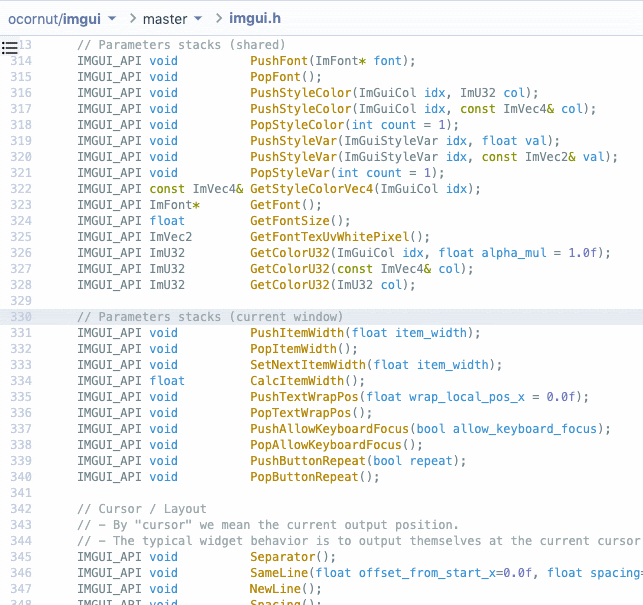 ocornut/imgui master imgui.h
313 // Parameters stacks (shared)
314 IMGUI_API void PushFont(ImFont* font);
315 IMGUI_API void PopFont();
316 IMGUI_API void PushStyleColor(ImGuiCol idx, ImU32 col);
317 IMGUI_API void PushStyleColor(ImGuiCol idx, const ImVec4& col);
318 IMGUI_API void PopStyleColor(int count = 1);
319 IMGUI_API void PushStyleVar(ImGuiStyleVar idx, float val);
320 IMGUI_API void PushStyleVar(ImGuiStyleVar idx, const ImVec2& val);
321 IMGUI_API void PopStyleVar(int count = 1);
322 IMGUI_API const ImVec4& GetStyleColorVec4(ImGuiCol idx);
323 IMGUI_API ImFont* GetFont();
324 IMGUI_API float GetFontSize();
325 IMGUI_API ImVec2 GetFontTexUvWhitePixel();
326 IMGUI_API ImU32 GetColorU32(ImGuiCol idx, float alpha_mul = 1.0f);
327 IMGUI_API ImU32 GetColorU32(const ImVec4& col);
328 IMGUI_API ImU32 GetColorU32(ImU32 col);
329
330 // Parameters stacks (current window)
331 IMGUI_API void PushItemWidth(float item_width);
332 IMGUI_API void PopItemWidth();
333 IMGUI_API void SetNextItemWidth(float item_width);
334 IMGUI_API float CalcItemWidth();
335 IMGUI_API void PushTextWrapPos(float wrap_local_pos_x = 0.0f);
336 IMGUI_API void PopTextWrapPos();
337 IMGUI_API void PushAllowKeyboardFocus(bool allow_keyboard_focus);
338 IMGUI_API void PopAllowKeyboardFocus();
339 IMGUI_API void PushButtonRepeat(bool repeat);
340 IMGUI_API void PopButtonRepeat();
341
342 // Cursor / Layout
343 // - By "cursor" we mean the current output position.
344 // - The typical widget behavior is to output themselves at the current cursor
345 IMGUI_API void Separator();
346 IMGUI_API void SameLine(float offset_from_start_x=0.0f, float spacing=
347 IMGUI_API void NewLine();
348 IMGUI_API void Spacing();